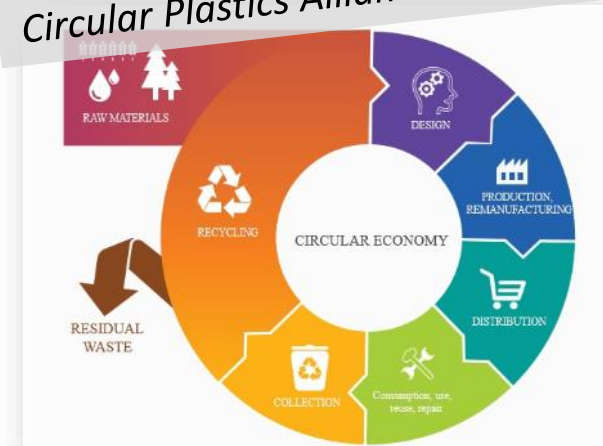 Circular Plastics
RAW MATERIALS
DESIGN
PRODUCTION,
REMANUFACTURING
RECYCLING
CIRCULAR ECONOMY
DISTRIBUTION
RESIDUAL
WASTE
COLLECTION
Consumption, use,
reuse, repair